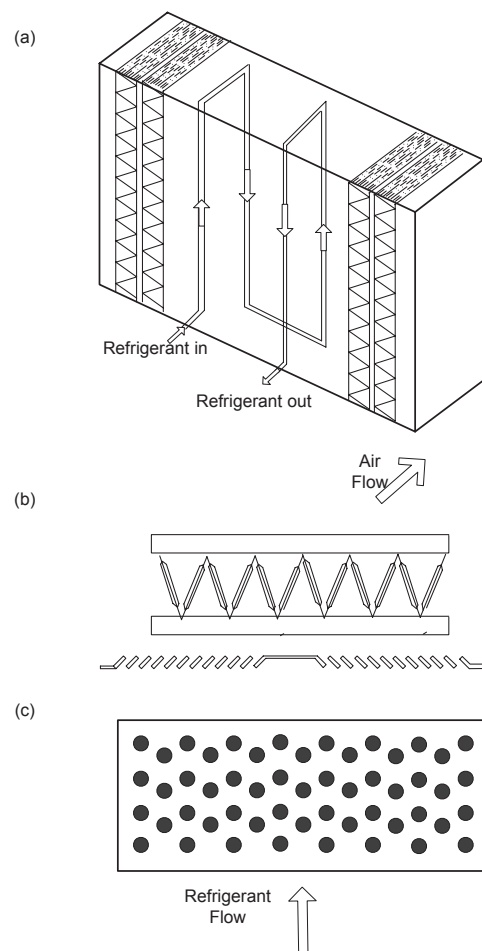 (a)
Refrigerant in
Refrigerant out
Air
Flow
(b)
(c)
Refrigerant
Flow